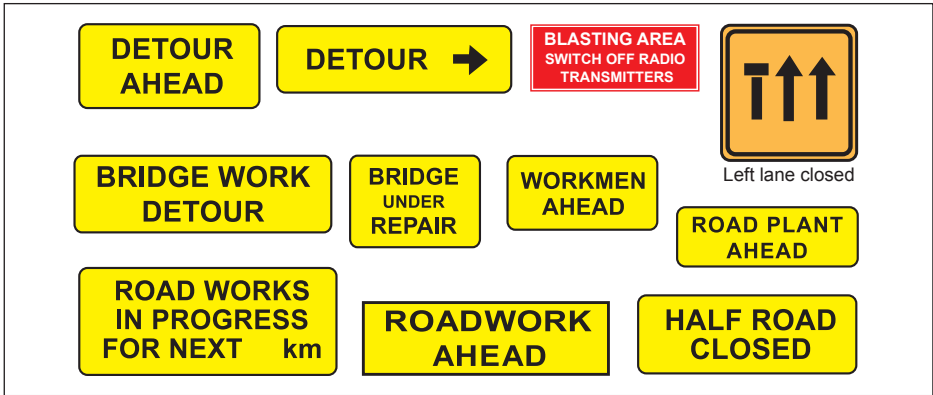 DETOUR
AHEAD
DETOUR
BLASTING AREA
SWITCH OFF RADIO
TRANSMITTERS
Left lane closed
BRIDGE WORK
DETOUR
BRIDGE
UNDER
REPAIR
WORKMEN
AHEAD
ROAD PLANT
AHEAD
ROAD WORKS
IN PROGRESS
FOR NEXT km
ROADWORK
AHEAD
HALF ROAD
CLOSED